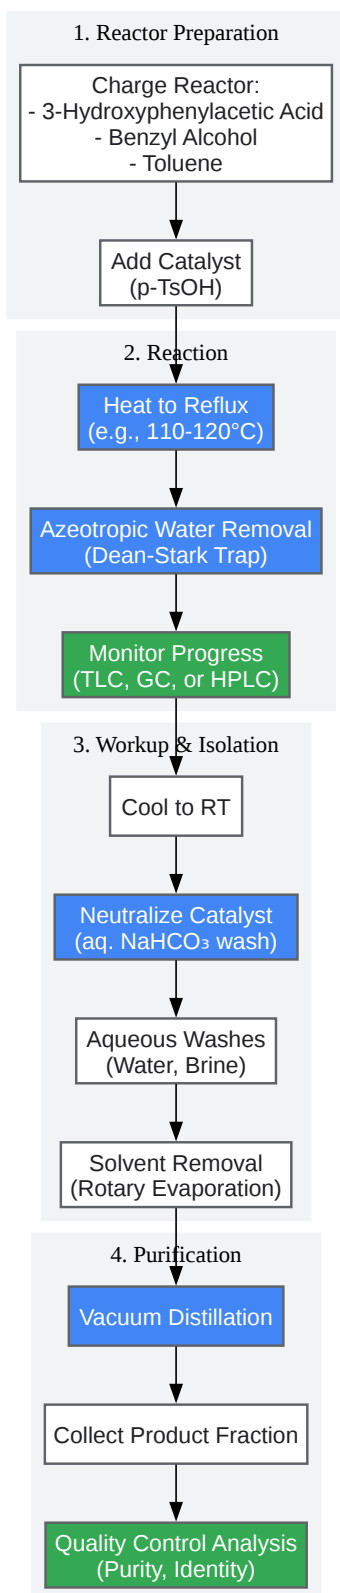 1. Reactor Preparation
Charge Reactor:
- 3-Hydroxyphenylacetic Acid
- Benzyl Alcohol
- Toluene
Add Catalyst
(p-TsOH)
2. Reaction
Heat to Reflux
(e.g., 110-120°C)
Azeotropic Water Removal
(Dean-Stark Trap)
Monitor Progress
(TLC, GC, or HPLC)
3. Workup & Isolation
Cool to RT
Neutralize Catalyst
(aq. NaHCO₃ wash)
Aqueous Washes
(Water, Brine)
Solvent Removal
(Rotary Evaporation)
4. Purification
Vacuum Distillation
Collect Product Fraction
Quality Control Analysis
(Purity, Identity)